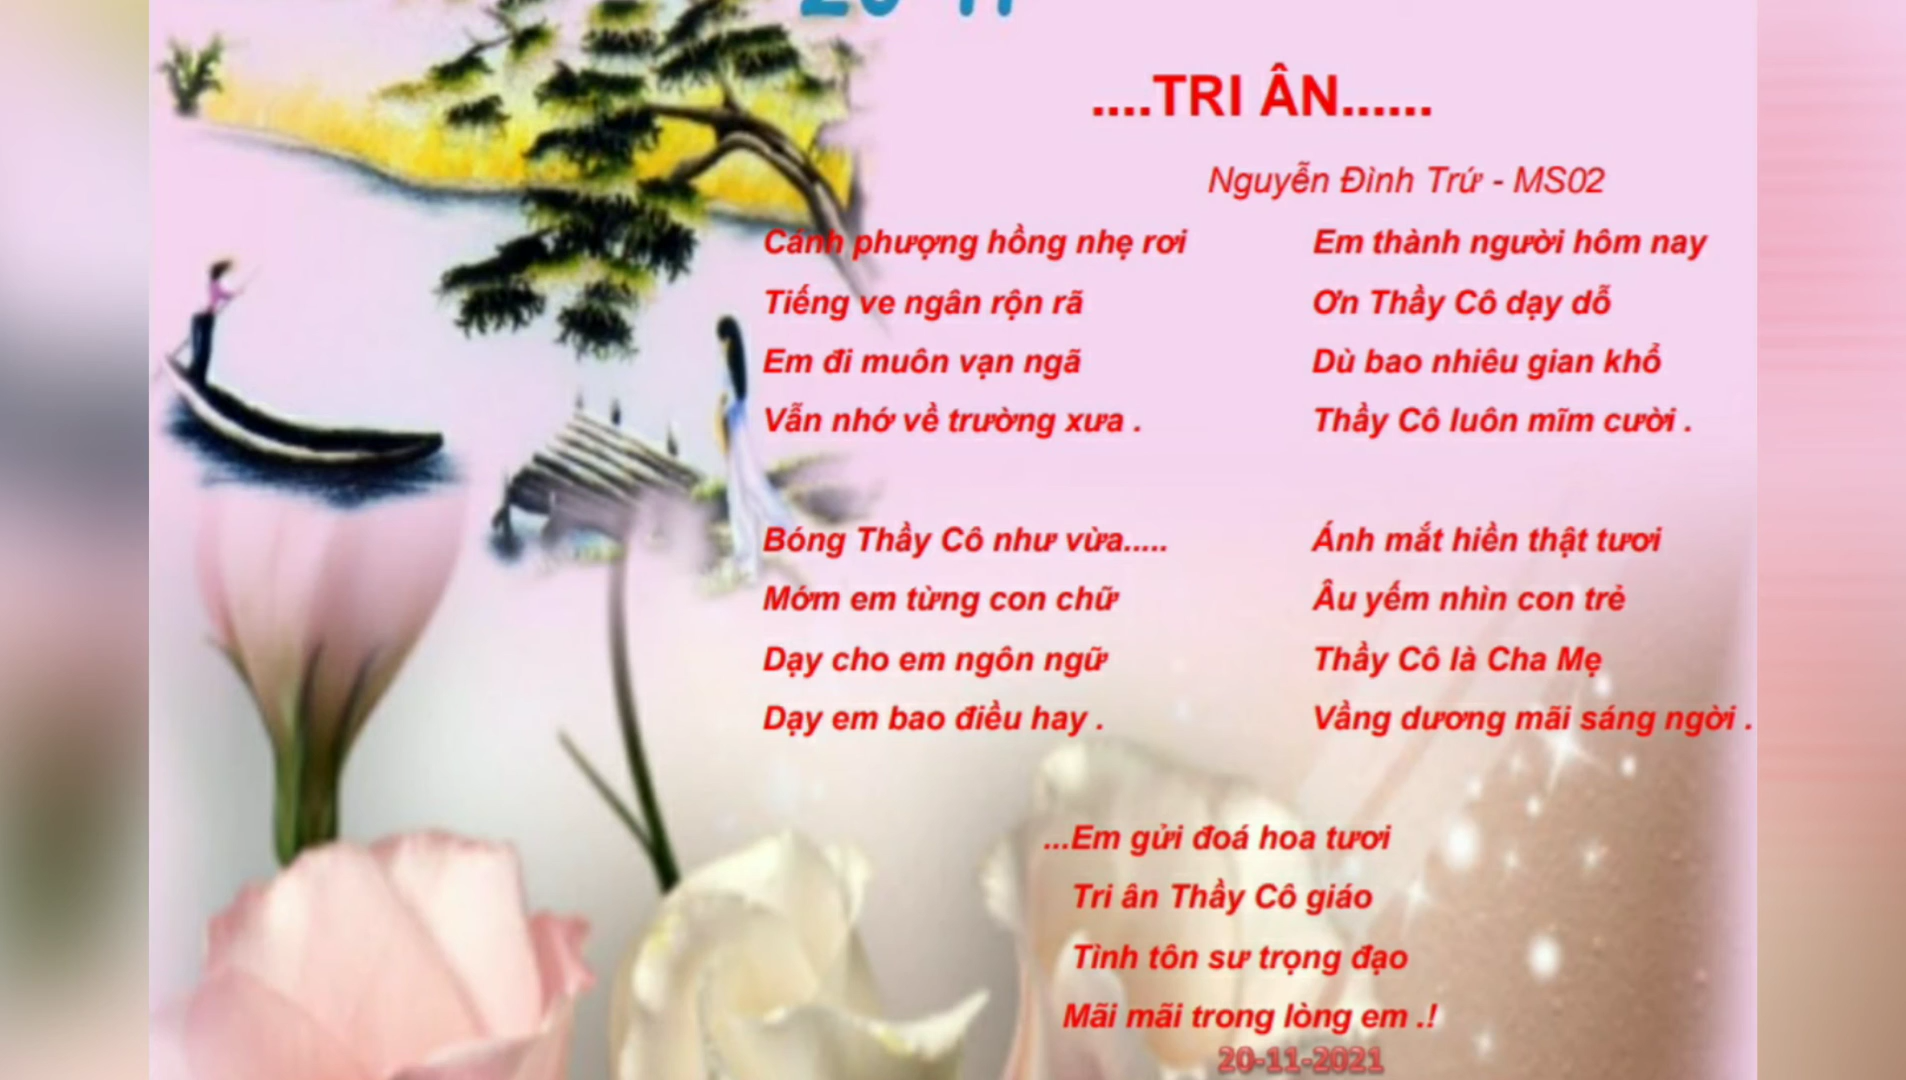 ....TRI ÂN......
Nguyễn Đình Trứ - MS02
Cánh phượng hồng nhẹ rơi
Tiếng ve ngân rộn rã
Em đi muôn vạn ngã
Vẫn nhớ về trường xưa .
Bóng Thầy Cô như vừa.....
Mớm em từng con chữ
Dạy cho em ngôn ngữ
Dạy em bao điều hay .
Em thành người hôm nay
Ơn Thầy Cô dạy dỗ
Dù bao nhiêu gian khổ
Thầy Cô luôn mĩm cười .
Ánh mắt hiền thật tươi
Âu yếm nhìn con trẻ
Thầy Cô là Cha Mẹ
Vầng dương mãi sáng ngời .
...Em gửi đoá hoa tươi
Tri ân Thầy Cô giáo
Tình tôn sư trọng đạo
Mãi mãi trong lòng em .!
20-11-2021